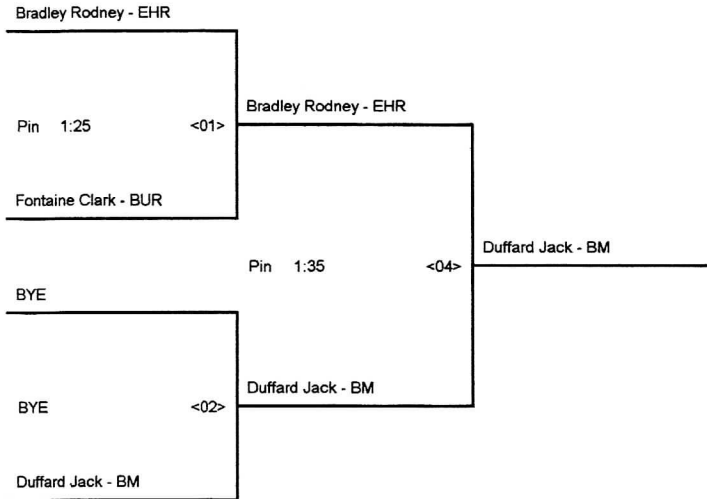 Bradley Rodney - EHR
Bradley Rodney - EHR
Pin 1:25 <01>
Fontaine Clark - BUR
Duffard Jack - BM
Pin 1:35 <04>
BYE
Duffard Jack - BM
BYE <02>
Duffard Jack - BM